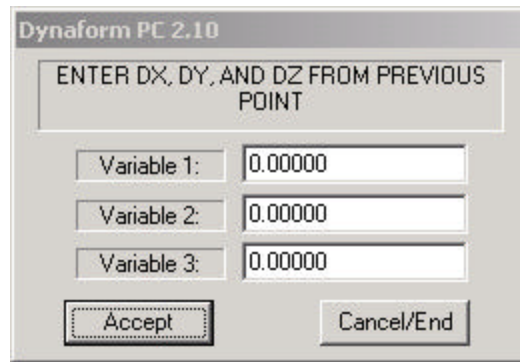 Dynaform PC 2.10
ENTER DX, DY, AND DZ FROM PREVIOUS
POINT
Variable 1: 0.00000
Variable 2: 0.00000
Variable 3: 0.00000
Accept Cancel/End